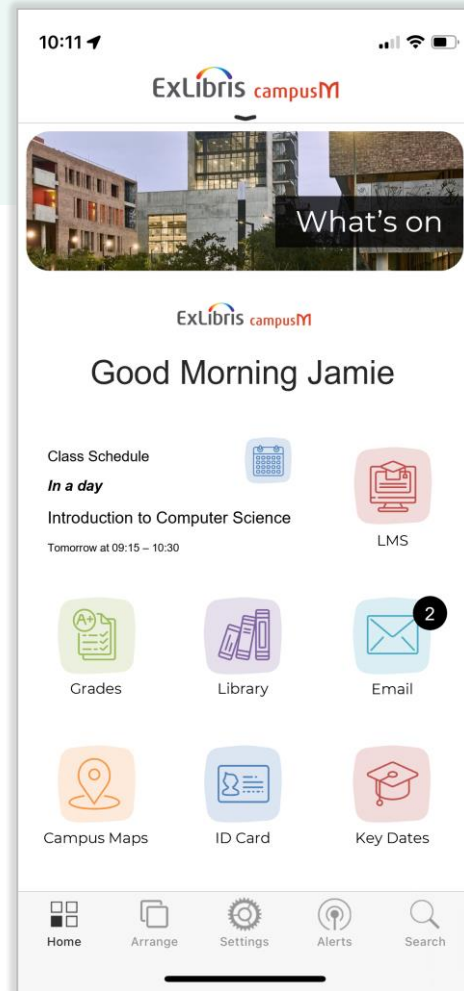 10:11
ExLibris campusM
What's on
ExLibris campusM
Good Morning Jamie
Class Schedule
In a day
Introduction to Computer Science
Tomorrow at 09:15 – 10:30
LMS
A+
2
Grades
Library
Email
Campus Maps
ID Card
Key Dates
Home
Arrange
Settings
Alerts
Search